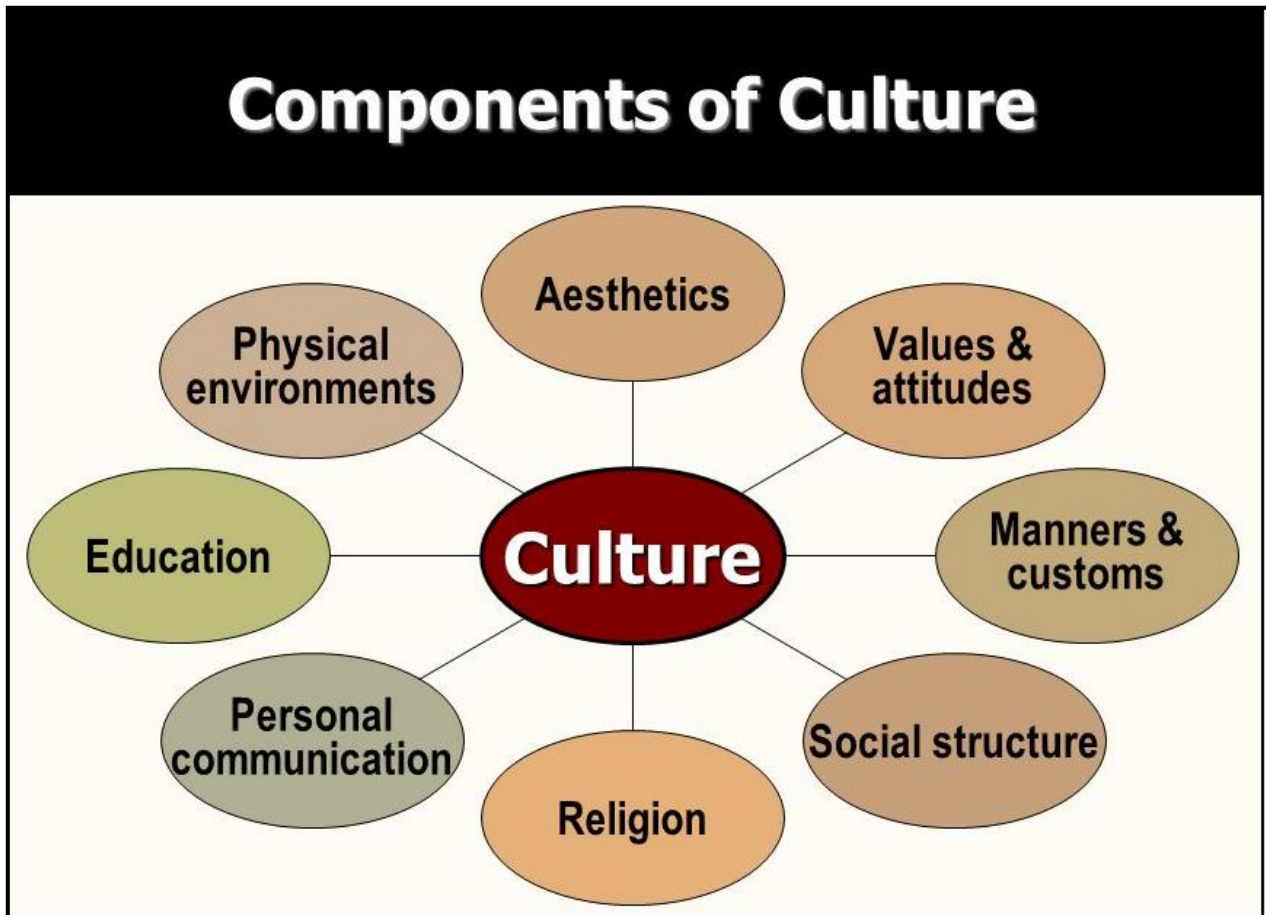 Components of Culture
Aesthetics
Physical
environments
Values &
attitudes
Education
Culture
Manners &
customs
Personal
communication
Social structure
Religion